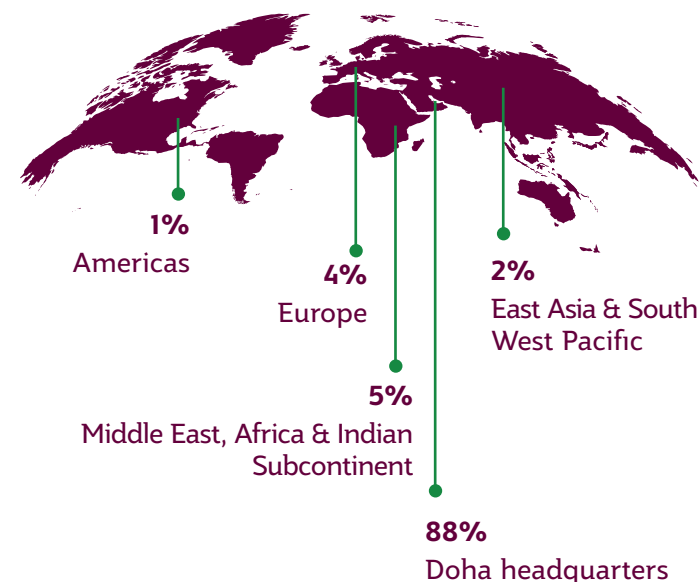 1%
Americas
4%
Europe
2%
East Asia & South
West Pacific
5%
Middle East, Africa & Indian
Subcontinent
88%
Doha headquarters